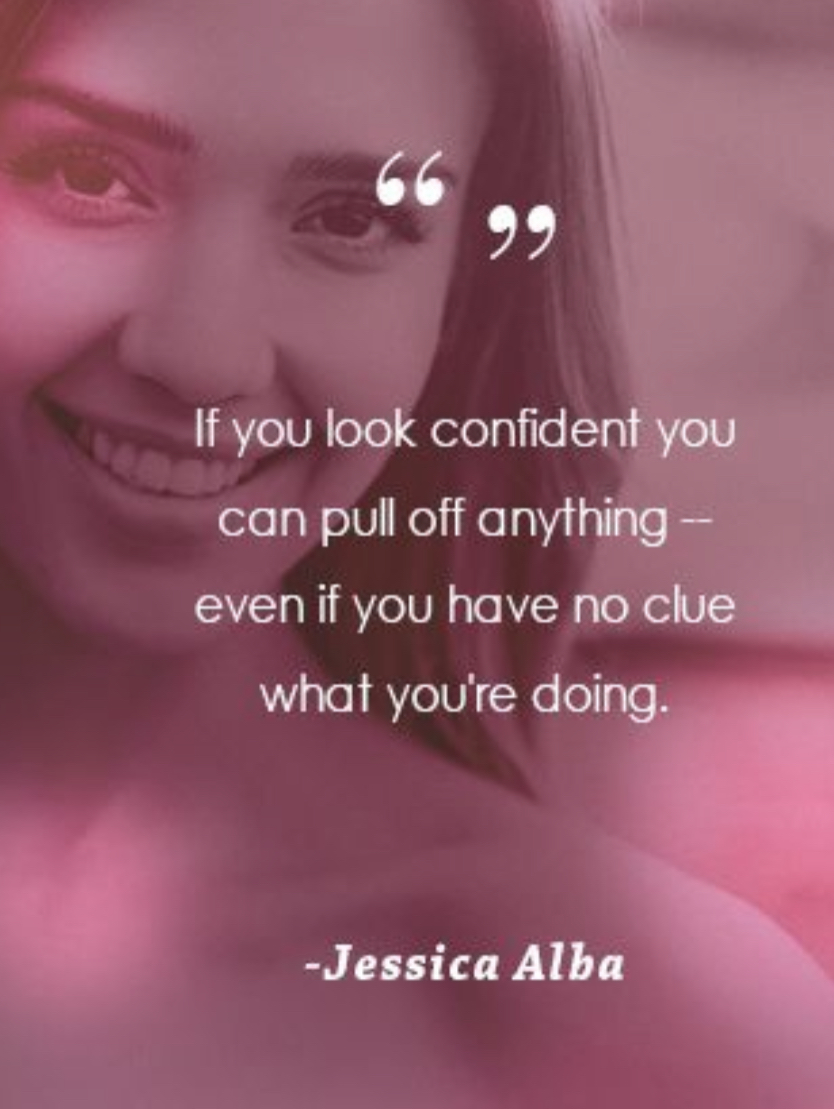 “ ”
If you look confident you
can pull off anything --
even if you have no clue
what you're doing.
-Jessica Alba